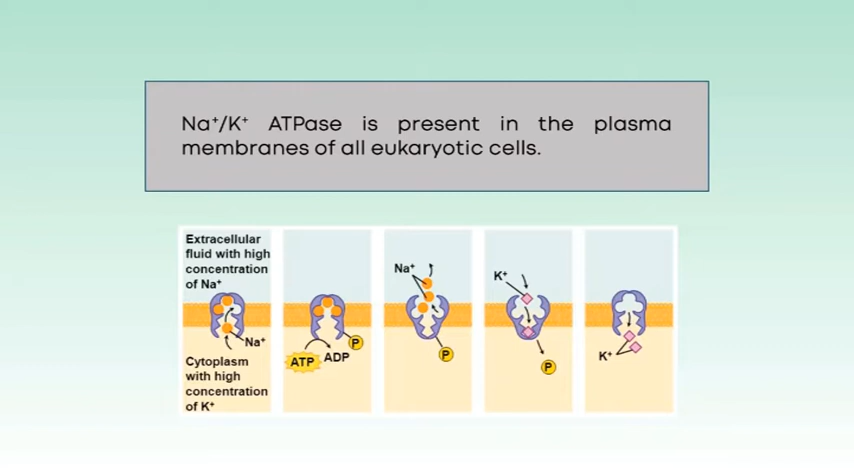 Na⁺/K⁺ ATPase is present in the plasma
membranes of all eukaryotic cells.
Extracellular
fluid with high
concentration
of Na⁺
Na⁺
Cytoplasm
with high
concentration
of K⁺
ATP
ADP
P
Na⁺
P
K⁺
P
K⁺